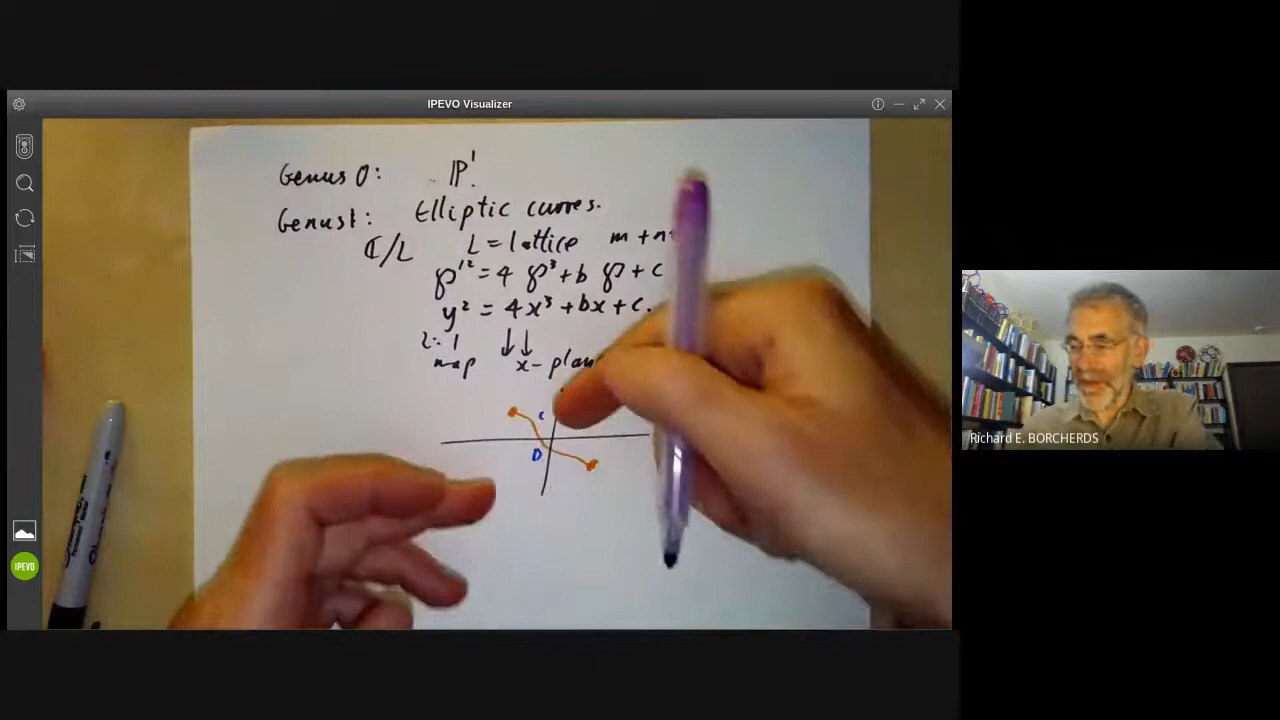 IPEVO Visualizer
Genus 0: ℙ¹.
Genus 1: Elliptic curves.
ℂ/L L = lattice m + n
℘'² = 4 ℘³ + b ℘ + c
y² = 4x³ + bx + c.
2:1 map ↓↓ x-
D
Richard E. BORCHERDS
IPEVO